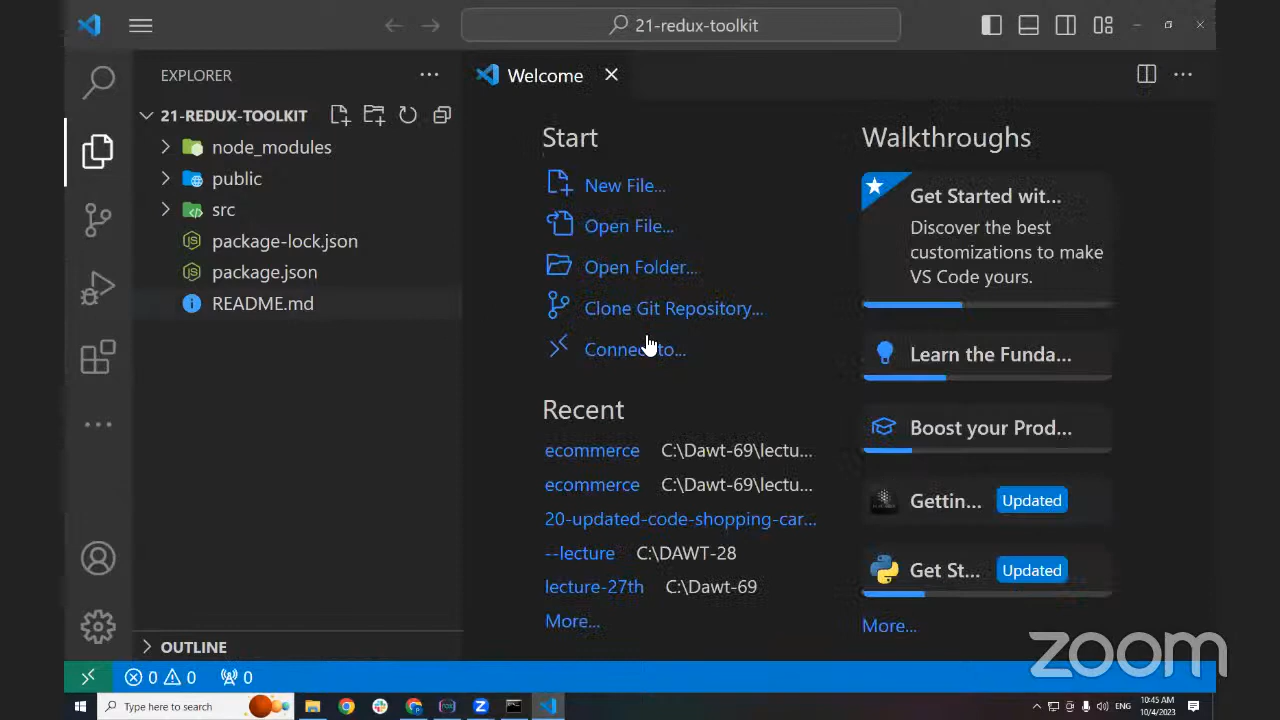 21-redux-toolkit
EXPLORER
Welcome
21-REDUX-TOOLKIT
node_modules
public
src
package-lock.json
package.json
README.md
OUTLINE
Start
New File...
Open File...
Open Folder...
Clone Git Repository...
Connect to...
Recent
ecommerce C:\Dawt-69\lectu...
ecommerce C:\Dawt-69\lectu...
20-updated-code-shopping-car...
--lecture C:\DAWT-28
lecture-27th C:\Dawt-69
More...
Walkthroughs
Get Started wit...
Discover the best
customizations to make
VS Code yours.
Learn the Funda...
Boost your Prod...
Gettin... Updated
Get St... Updated
More...
zoom
0 0 0
Type here to search
ENG
10:45 AM
10/4/2023